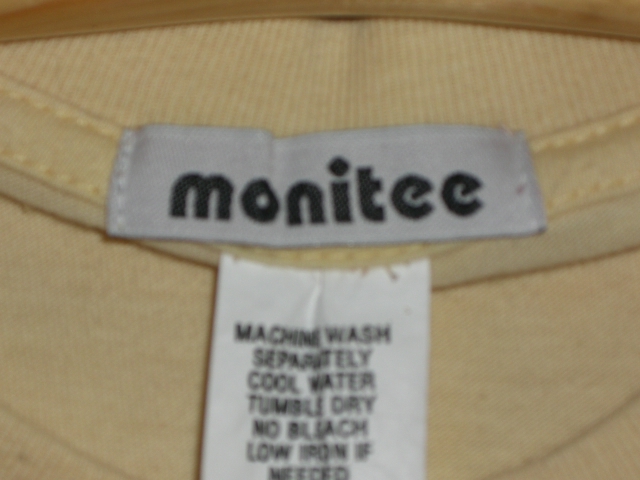 monitee
MACHINE WASH
SEPARATELY
COOL WATER
TUMBLE DRY
NO BLEACH
LOW IRON IF
NEEDED